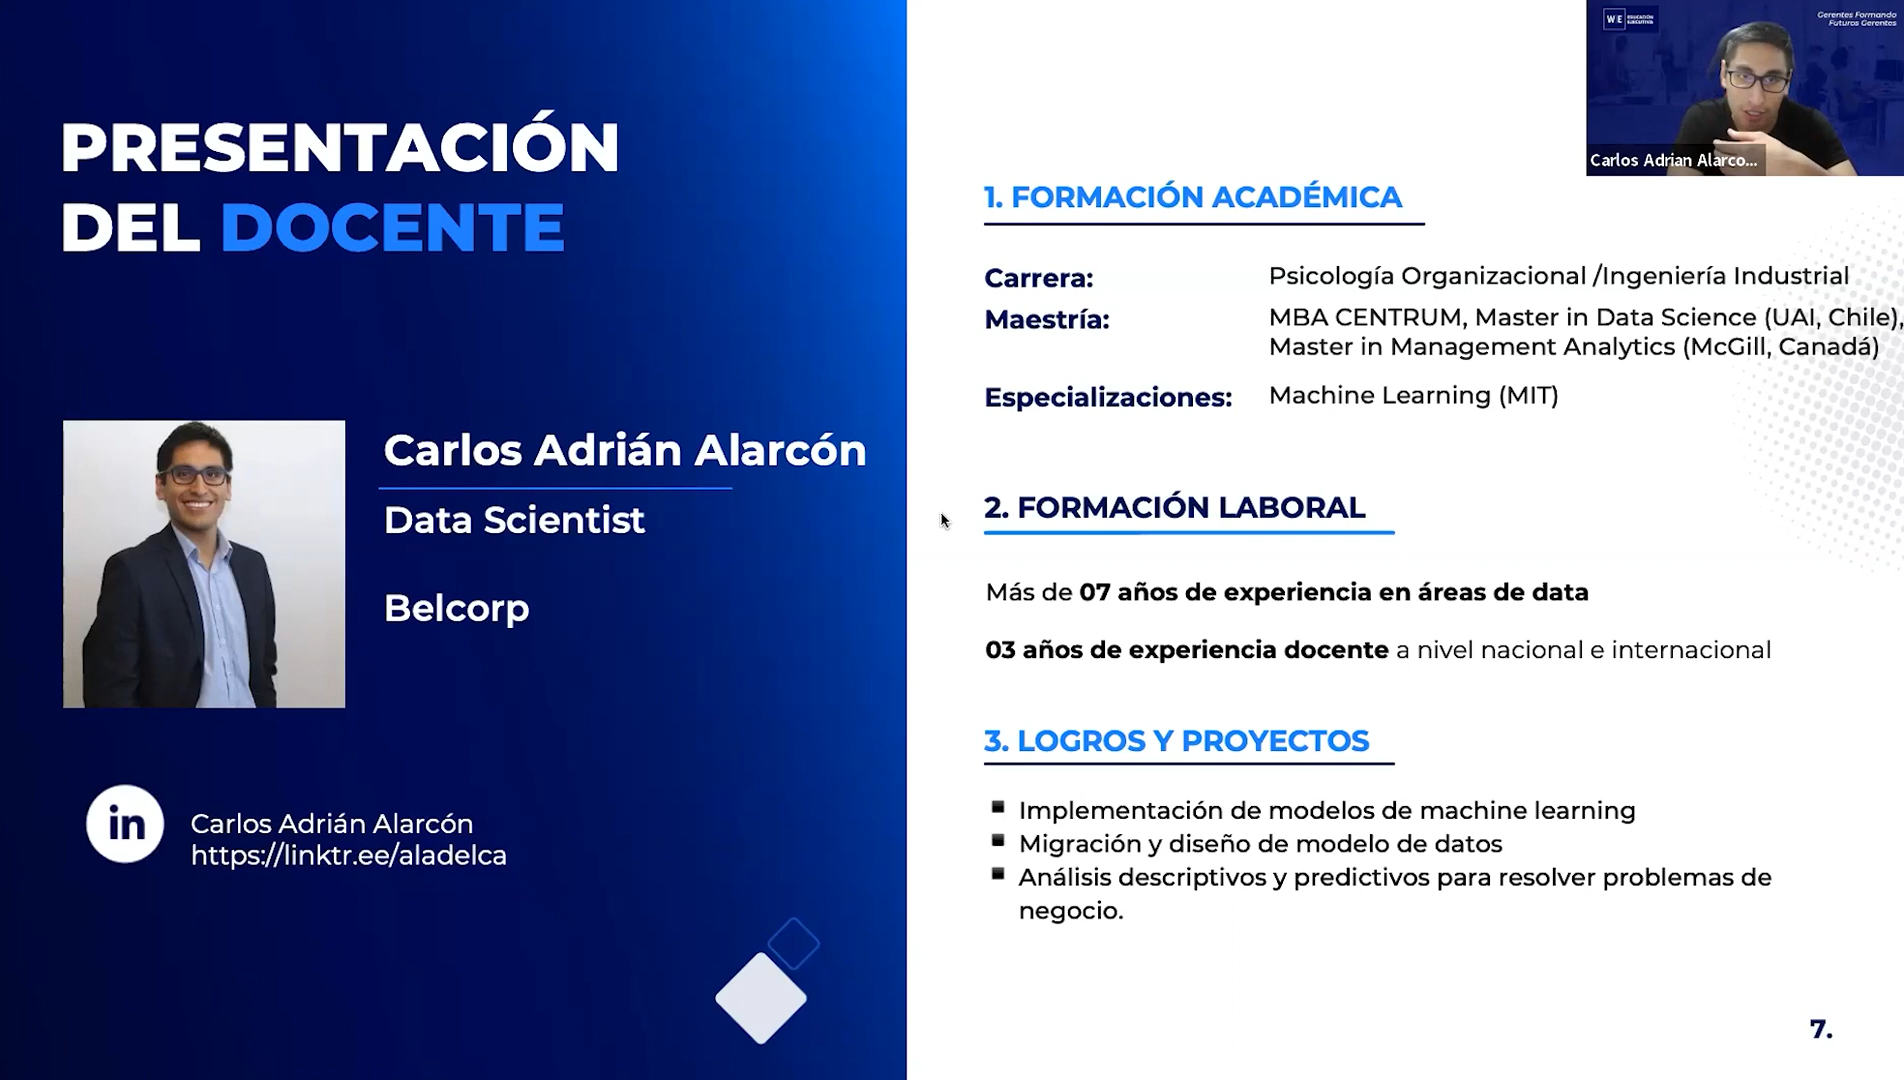 PRESENTACIÓN
DEL DOCENTE
Carlos Adrián Alarcón
Data Scientist
Belcorp
in
Carlos Adrián Alarcón
https://linktr.ee/aladelca
W|E EDUCACIÓN
EJECUTIVA
Gerentes Formando
Futuros Gerentes
Carlos Adrian Alarco...
1. FORMACIÓN ACADÉMICA
Carrera: Psicología Organizacional /Ingeniería Industrial
Maestría: MBA CENTRUM, Master in Data Science (UAI, Chile),
Master in Management Analytics (McGill, Canadá)
Especializaciones: Machine Learning (MIT)
2. FORMACIÓN LABORAL
Más de 07 años de experiencia en áreas de data
03 años de experiencia docente a nivel nacional e internacional
3. LOGROS Y PROYECTOS
▪ Implementación de modelos de machine learning
▪ Migración y diseño de modelo de datos
▪ Análisis descriptivos y predictivos para resolver problemas de
negocio.
7.